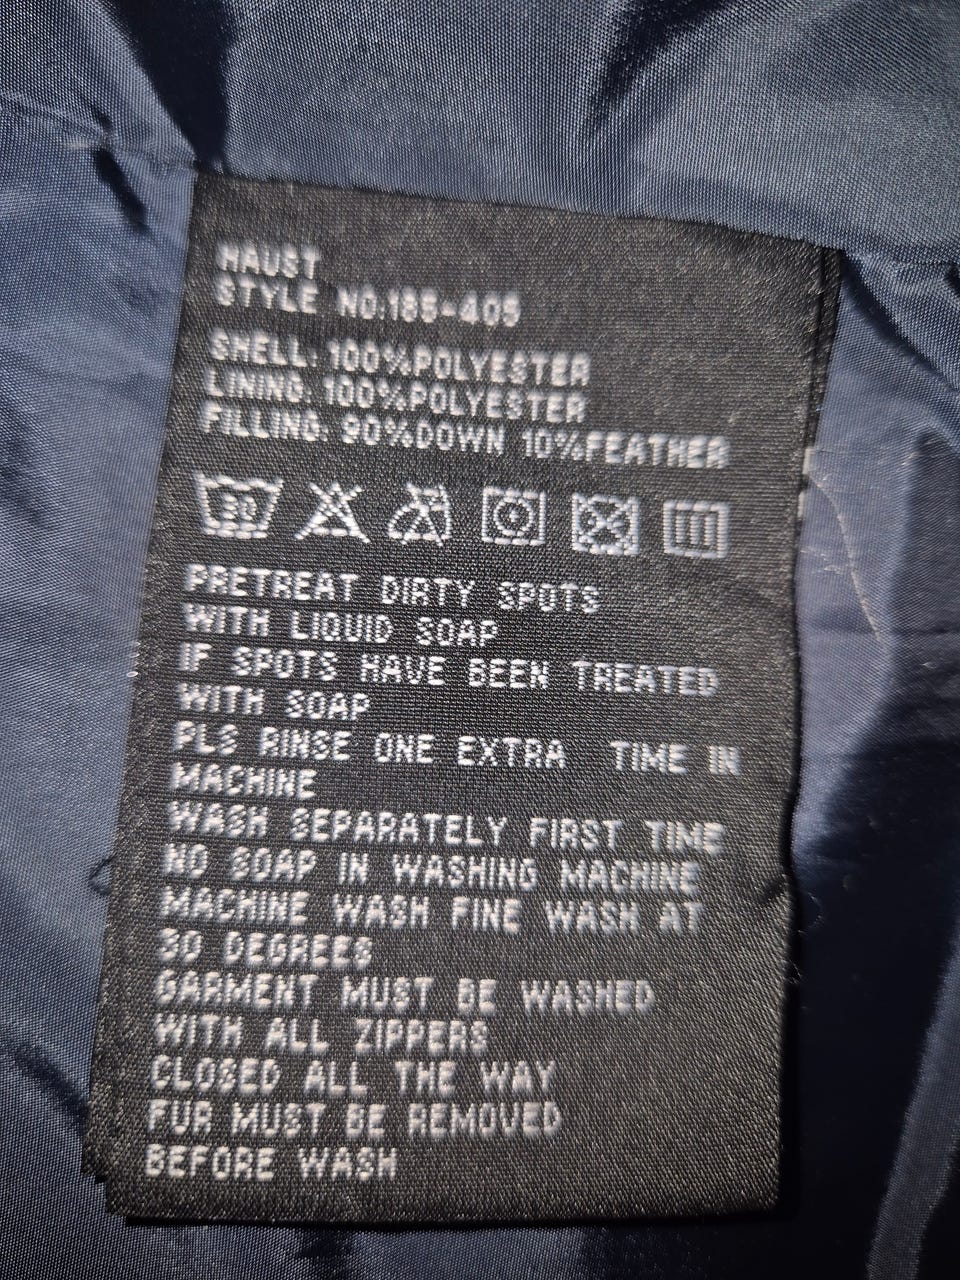 HAUST
STYLE NO:185-405
SHELL: 100%POLYESTER
LINING: 100%POLYESTER
FILLING: 90%DOWN 10%FEATHER
30
PRETREAT DIRTY SPOTS
WITH LIQUID SOAP
IF SPOTS HAVE BEEN TREATED
WITH SOAP
PLS RINSE ONE EXTRA TIME IN
MACHINE
WASH SEPARATELY FIRST TIME
NO SOAP IN WASHING MACHINE
MACHINE WASH FINE WASH AT
30 DEGREES
GARMENT MUST BE WASHED
WITH ALL ZIPPERS
CLOSED ALL THE WAY
FUR MUST BE REMOVED
BEFORE WASH